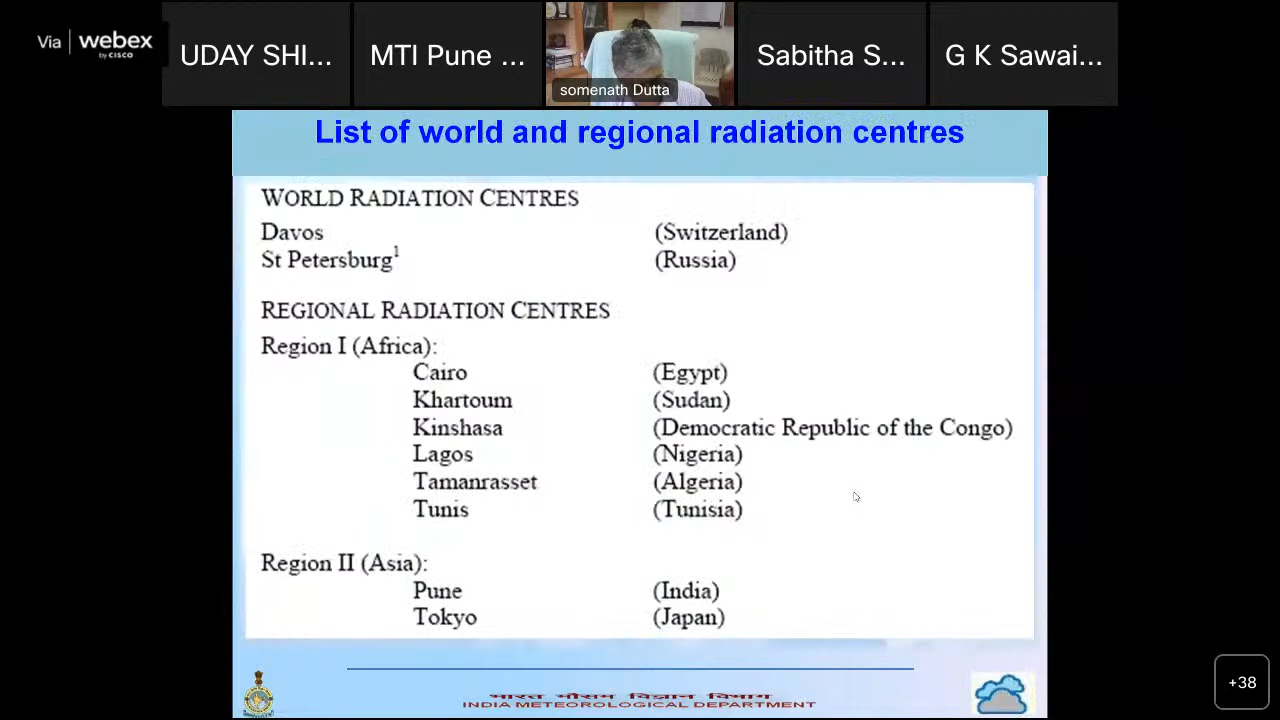 Via webex
by CISCO
UDAY SHI...
MTI Pune ...
somenath Dutta
Sabitha S...
G K Sawai...
List of world and regional radiation centres
WORLD RADIATION CENTRES
Davos (Switzerland)
St Petersburg1 (Russia)
REGIONAL RADIATION CENTRES
Region I (Africa):
Cairo (Egypt)
Khartoum (Sudan)
Kinshasa (Democratic Republic of the Congo)
Lagos (Nigeria)
Tamanrasset (Algeria)
Tunis (Tunisia)
Region II (Asia):
Pune (India)
Tokyo (Japan)
भारत मौसम विज्ञान विभाग
INDIA METEOROLOGICAL DEPARTMENT
+38